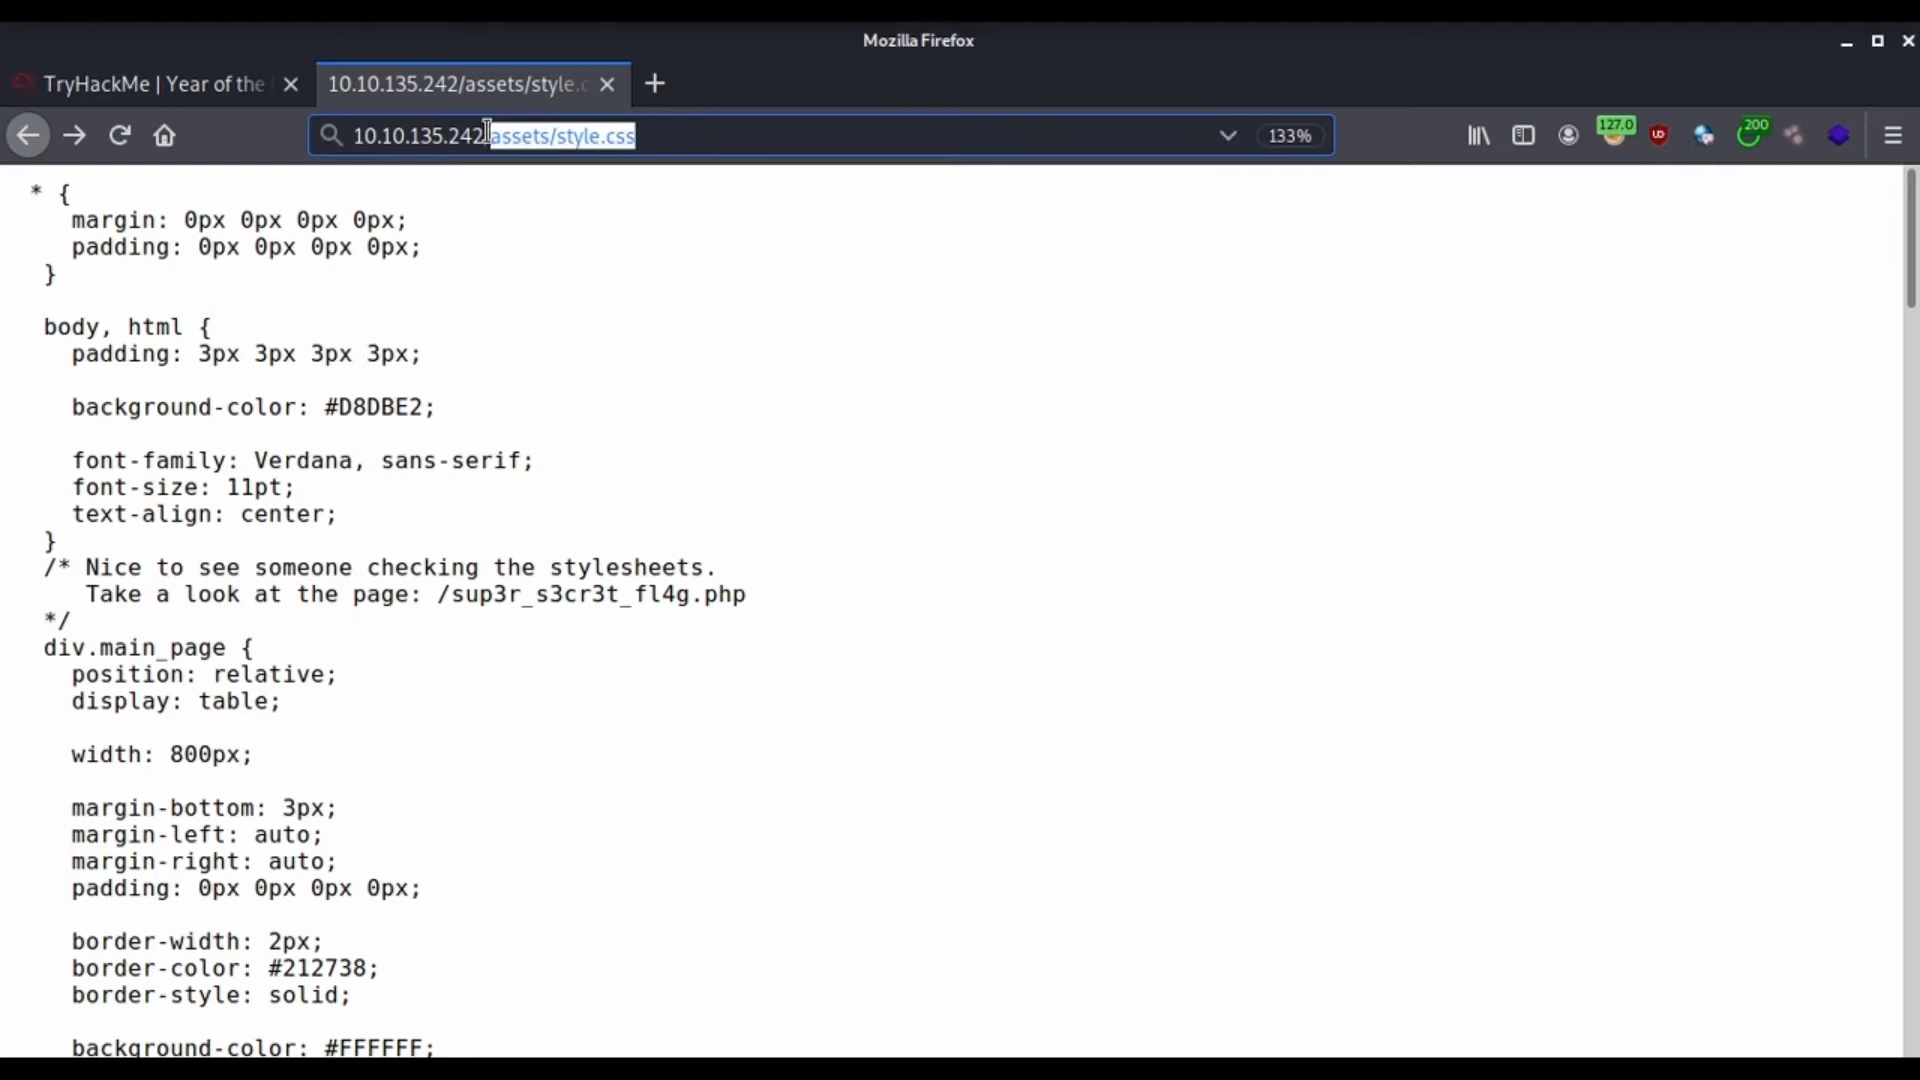 Mozilla Firefox
TryHackMe | Year of the
10.10.135.242/assets/style.c
10.10.135.242/assets/style.css
133%
127.0
200
* {
margin: 0px 0px 0px 0px;
padding: 0px 0px 0px 0px;
}
body, html {
padding: 3px 3px 3px 3px;
background-color: #D8DBE2;
font-family: Verdana, sans-serif;
font-size: 11pt;
text-align: center;
}
/* Nice to see someone checking the stylesheets.
Take a look at the page: /sup3r_s3cr3t_fl4g.php
*/
div.main_page {
position: relative;
display: table;
width: 800px;
margin-bottom: 3px;
margin-left: auto;
margin-right: auto;
padding: 0px 0px 0px 0px;
border-width: 2px;
border-color: #212738;
border-style: solid;
background-color: #FFFFFF;